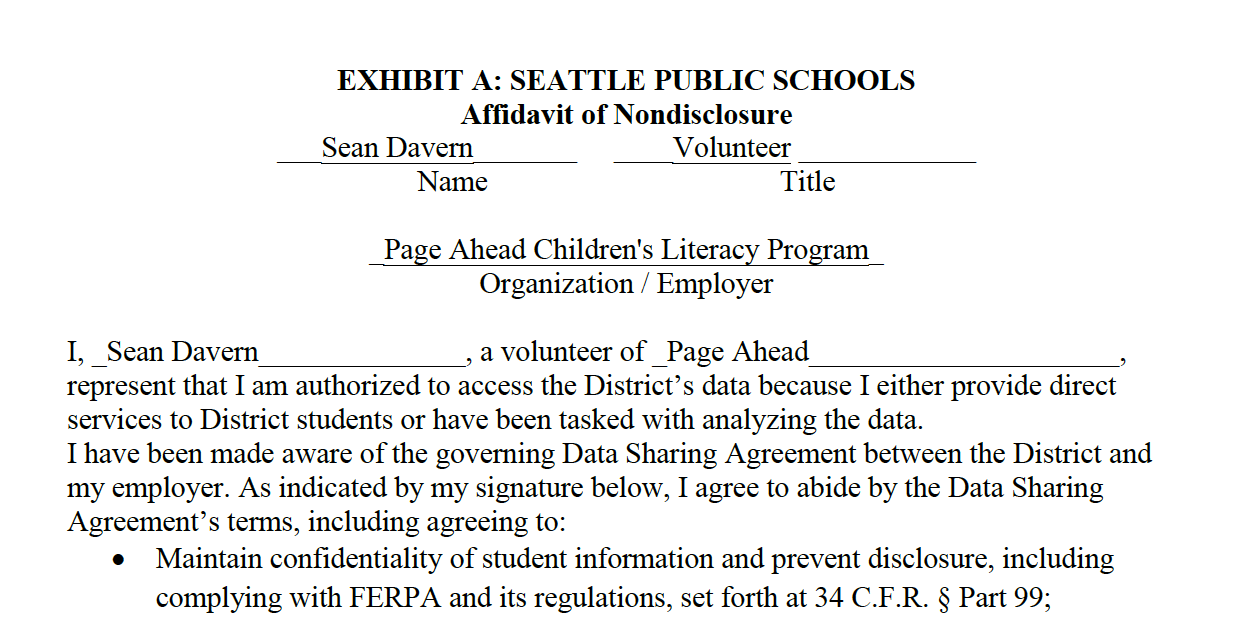 EXHIBIT A: SEATTLE PUBLIC SCHOOLS
Affidavit of Nondisclosure
___Sean Davern_______ ____Volunteer ____________
Name Title
_Page Ahead Children's Literacy Program_
Organization / Employer
I, _Sean Davern______________, a volunteer of _Page Ahead_____________________,
represent that I am authorized to access the District’s data because I either provide direct
services to District students or have been tasked with analyzing the data.
I have been made aware of the governing Data Sharing Agreement between the District and
my employer. As indicated by my signature below, I agree to abide by the Data Sharing
Agreement’s terms, including agreeing to:
• Maintain confidentiality of student information and prevent disclosure, including
complying with FERPA and its regulations, set forth at 34 C.F.R. § Part 99;